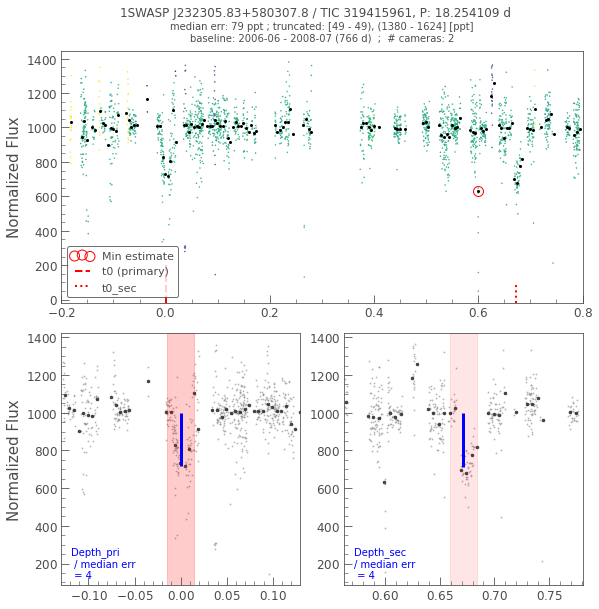 1SWASP J232305.83+580307.8 / TIC 319415961, P: 18.254109 d
median err: 79 ppt ; truncated: [49 - 49), (1380 - 1624] [ppt]
baseline: 2006-06 - 2008-07 (766 d)  ;  # cameras: 2
Normalized Flux
1400
1200
1000
800
600
400
200
0
Min estimate
t0 (primary)
t0_sec
−0.2 0.0 0.2 0.4 0.6 0.8
Normalized Flux
1400
1200
1000
800
600
400
200
Depth_pri
/ median err
= 4
−0.10 −0.05 0.00 0.05 0.10
1400
1200
1000
800
600
400
200
Depth_sec
/ median err
= 4
0.60 0.65 0.70 0.75